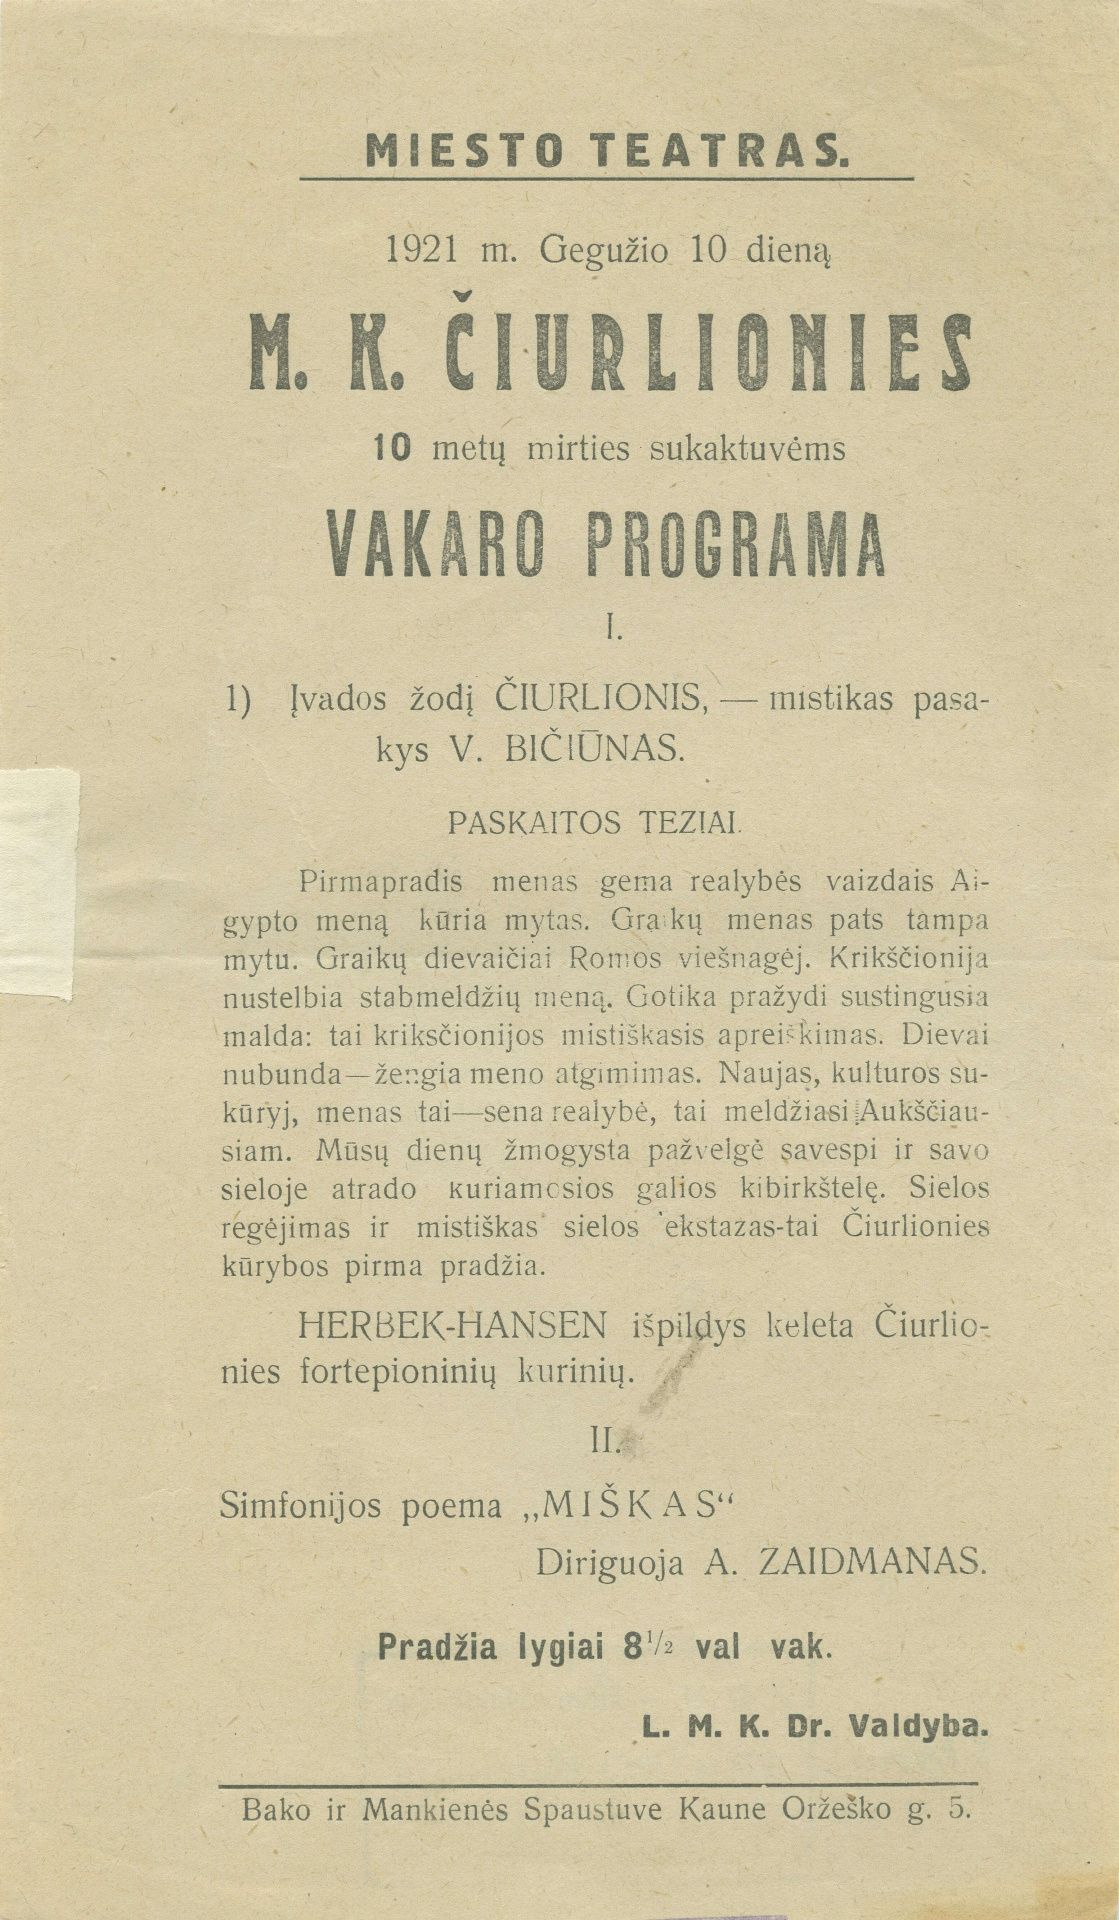 MIESTO TEATRAS.
1921 m. Gegužio 10 dieną
M. K. ČIURLIONIES
10 metų mirties sukaktuvėms
VAKARO PROGRAMA
I.
1) Įvados žodį ČIURLIONIS, — mistikas pasa-
kys V. BIČIŪNAS.
PASKAITOS TEZIAI.
Pirmapradis menas gema realybės vaizdais Ai-
gypto meną kūria mytas. Graikų menas pats tampa
mytu. Graikų dievaičiai Romos viešnagėj. Krikščionija
nustelbia stabmeldžių meną. Gotika pražydi sustingusia
malda: tai kriksčionijos mistiškasis apreiškimas. Dievai
nubunda—žengia meno atgimimas. Naujas, kulturos su-
kūryj, menas tai—sena realybė, tai meldžiasi Aukščiau-
siam. Mūsų dienų žmogysta pažvelgė savespi ir savo
sieloje atrado kuriamosios galios kibirkštelę. Sielos
regėjimas ir mistiškas sielos ekstazas-tai Čiurlionies
kūrybos pirma pradžia.
HERBEK-HANSEN išpildys keleta Čiurlio-
nies fortepioninių kurinių.
II.
Simfonijos poema „MIŠKAS“
Diriguoja A. ZAIDMANAS.
Pradžia lygiai 8 1/2 val vak.
L. M. K. Dr. Valdyba.
Bako ir Mankienės Spaustuve Kaune Oržeško g. 5.